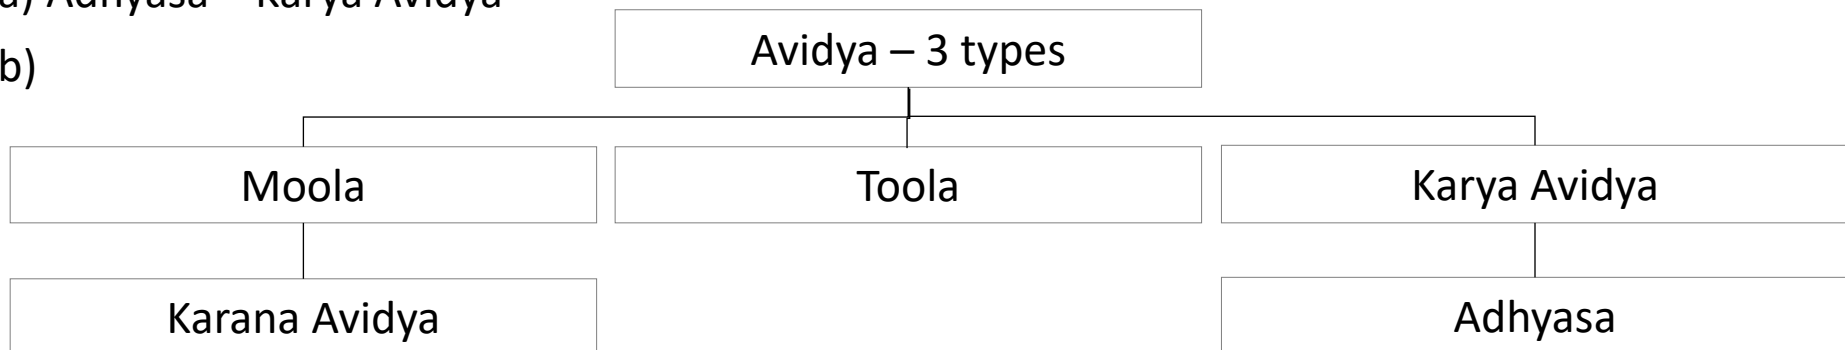 a) Adhyasa – Karya Avidya
b)
Avidya – 3 types
Moola
Toola
Karya Avidya
Karana Avidya
Adhyasa